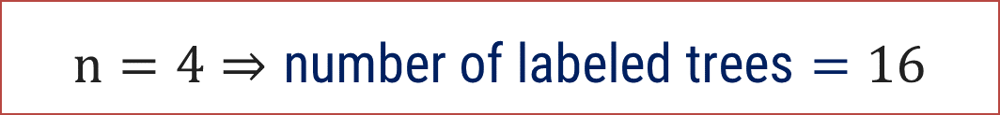 n = 4 ⇒ number of labeled trees = 16